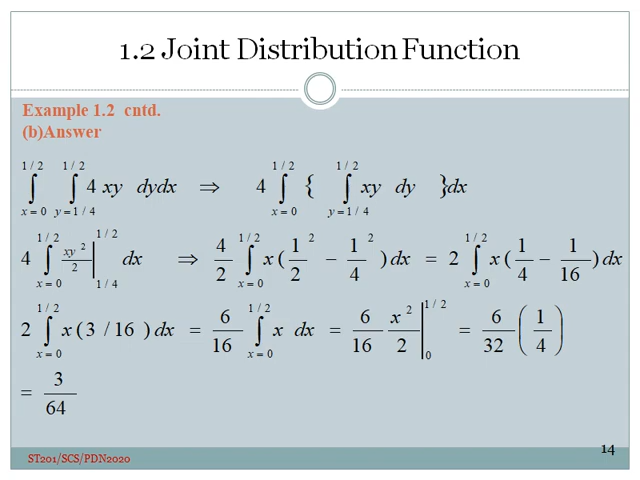 1.2 Joint Distribution Function
Example 1.2 cntd.
(b)Answer
∫_{x=0}^{1/2} ∫_{y=1/4}^{1/2} 4 xy dydx ⇒ 4 ∫_{x=0}^{1/2} { ∫_{y=1/4}^{1/2} xy dy } dx
4 ∫_{x=0}^{1/2} xy²/2 |_{1/4}^{1/2} dx ⇒ 4/2 ∫_{x=0}^{1/2} x(1/2² − 1/4²)dx = 2 ∫_{x=0}^{1/2} x(1/4 − 1/16)dx
2 ∫_{x=0}^{1/2} x(3/16)dx = 6/16 ∫_{x=0}^{1/2} x dx = 6/16 x²/2 |_{0}^{1/2} = 6/32 (1/4)
= 3/64
14
ST201/SCS/PDN2020